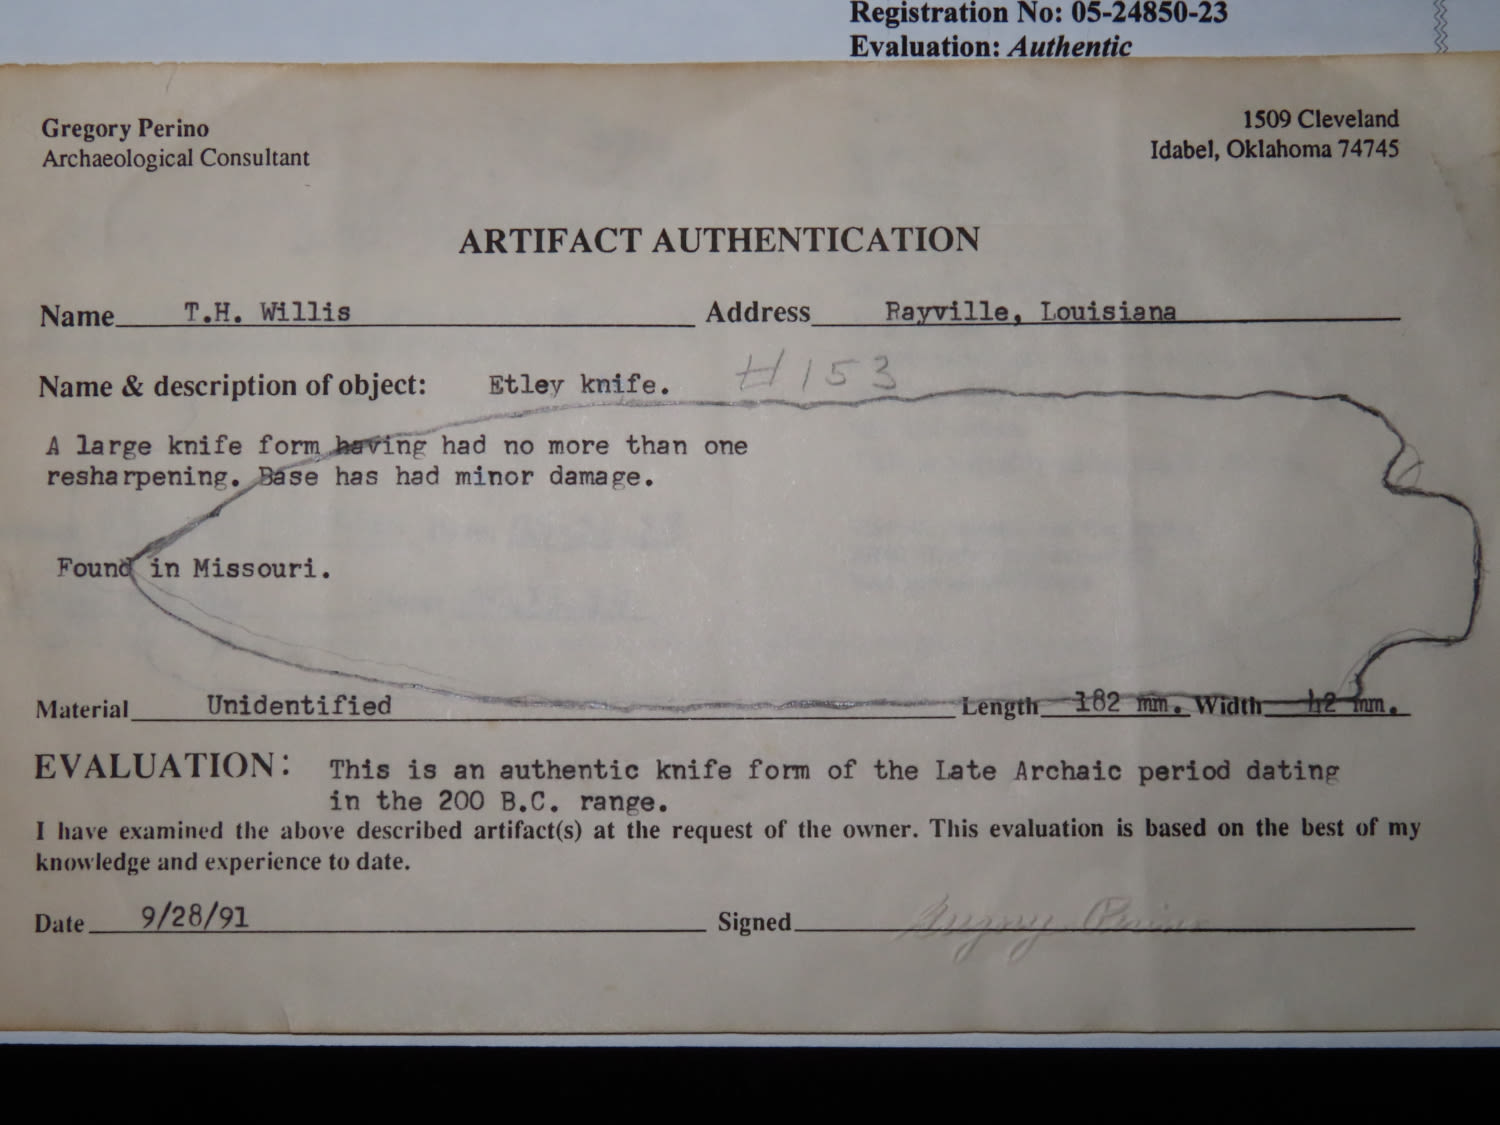 Registration No: 05-24850-23
Evaluation: Authentic
Gregory Perino
Archaeological Consultant
1509 Cleveland
Idabel, Oklahoma 74745
ARTIFACT AUTHENTICATION
Name T.H. Willis Address Rayville, Louisiana
Name & description of object: Etley knife. #153
A large knife form having had no more than one
resharpening. Base has had minor damage.
Found in Missouri.
Material Unidentified Length 182 mm. Width mm.
EVALUATION: This is an authentic knife form of the Late Archaic period dating
in the 200 B.C. range.
I have examined the above described artifact(s) at the request of the owner. This evaluation is based on the best of my
knowledge and experience to date.
Date 9/28/91 Signed Gregory Perino